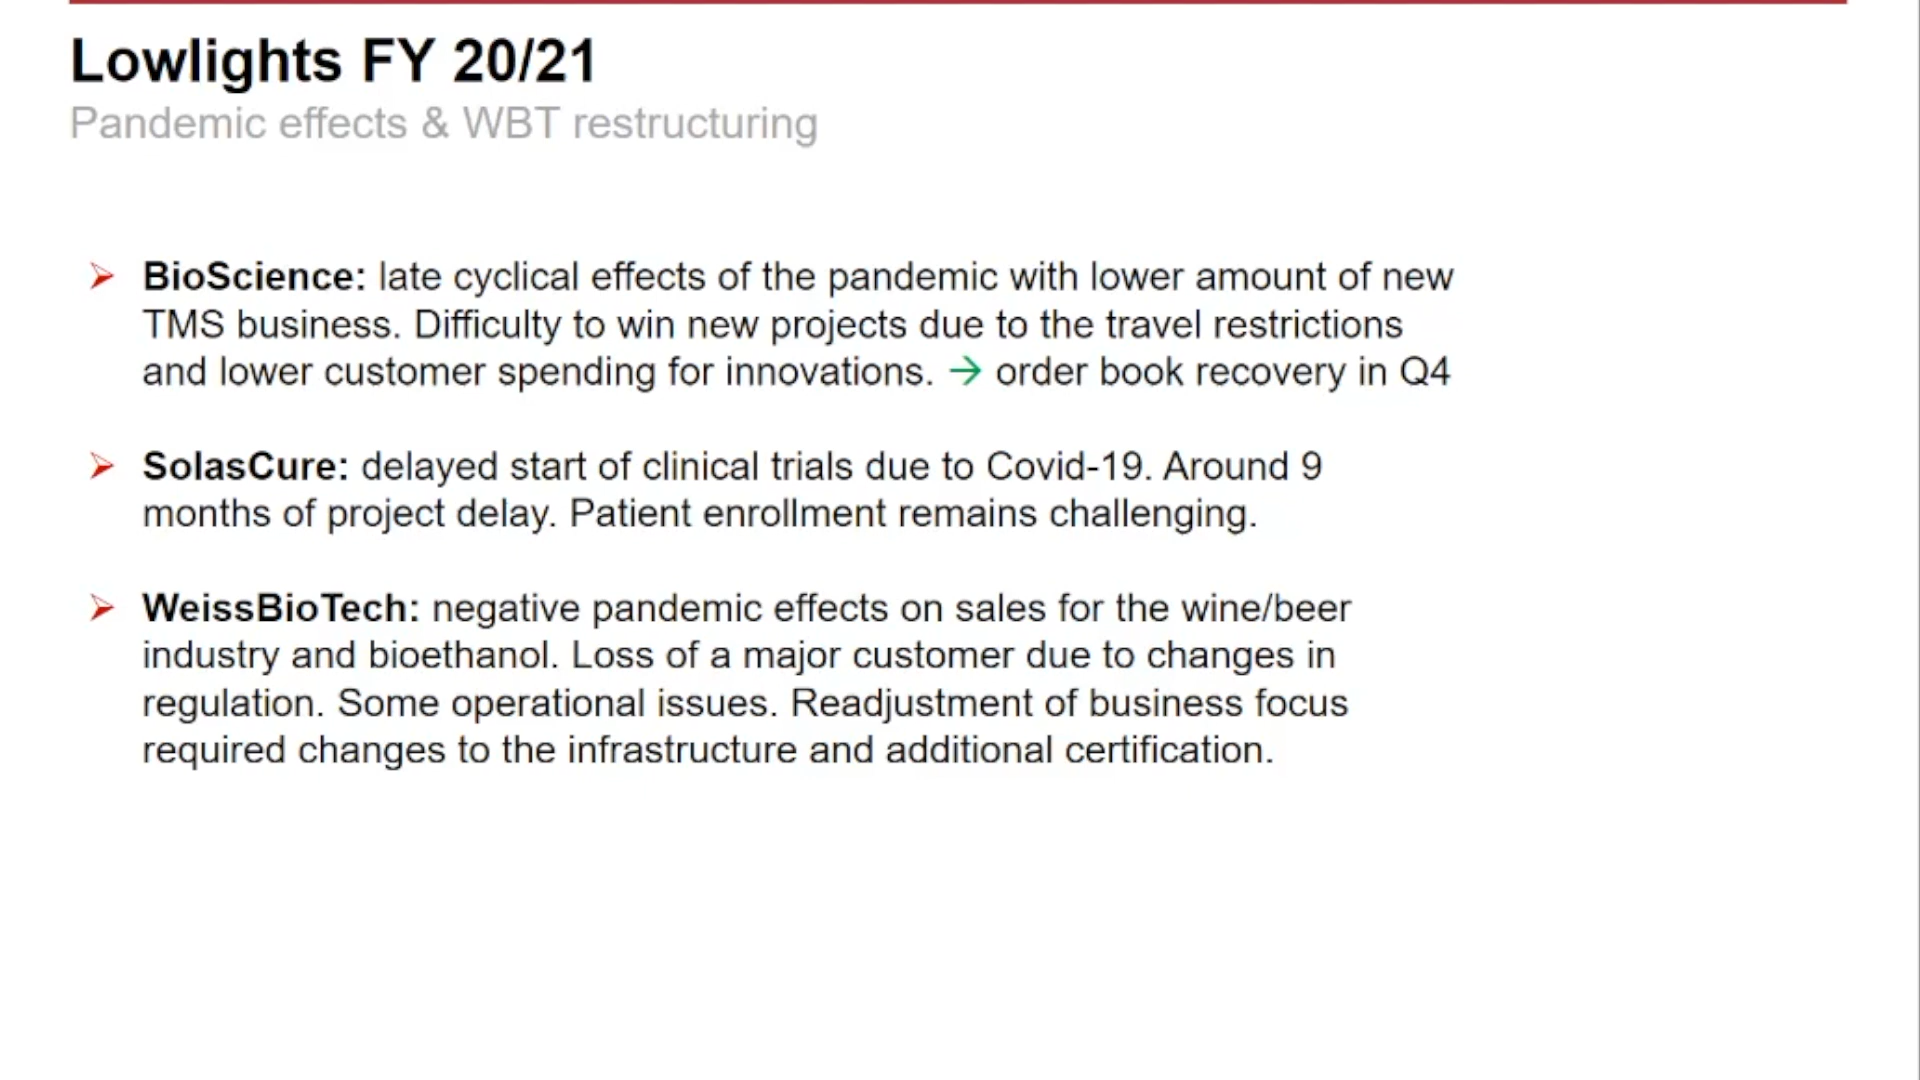 Lowlights FY 20/21
Pandemic effects & WBT restructuring
➢ BioScience: late cyclical effects of the pandemic with lower amount of new
TMS business. Difficulty to win new projects due to the travel restrictions
and lower customer spending for innovations. → order book recovery in Q4
➢ SolasCure: delayed start of clinical trials due to Covid-19. Around 9
months of project delay. Patient enrollment remains challenging.
➢ WeissBioTech: negative pandemic effects on sales for the wine/beer
industry and bioethanol. Loss of a major customer due to changes in
regulation. Some operational issues. Readjustment of business focus
required changes to the infrastructure and additional certification.